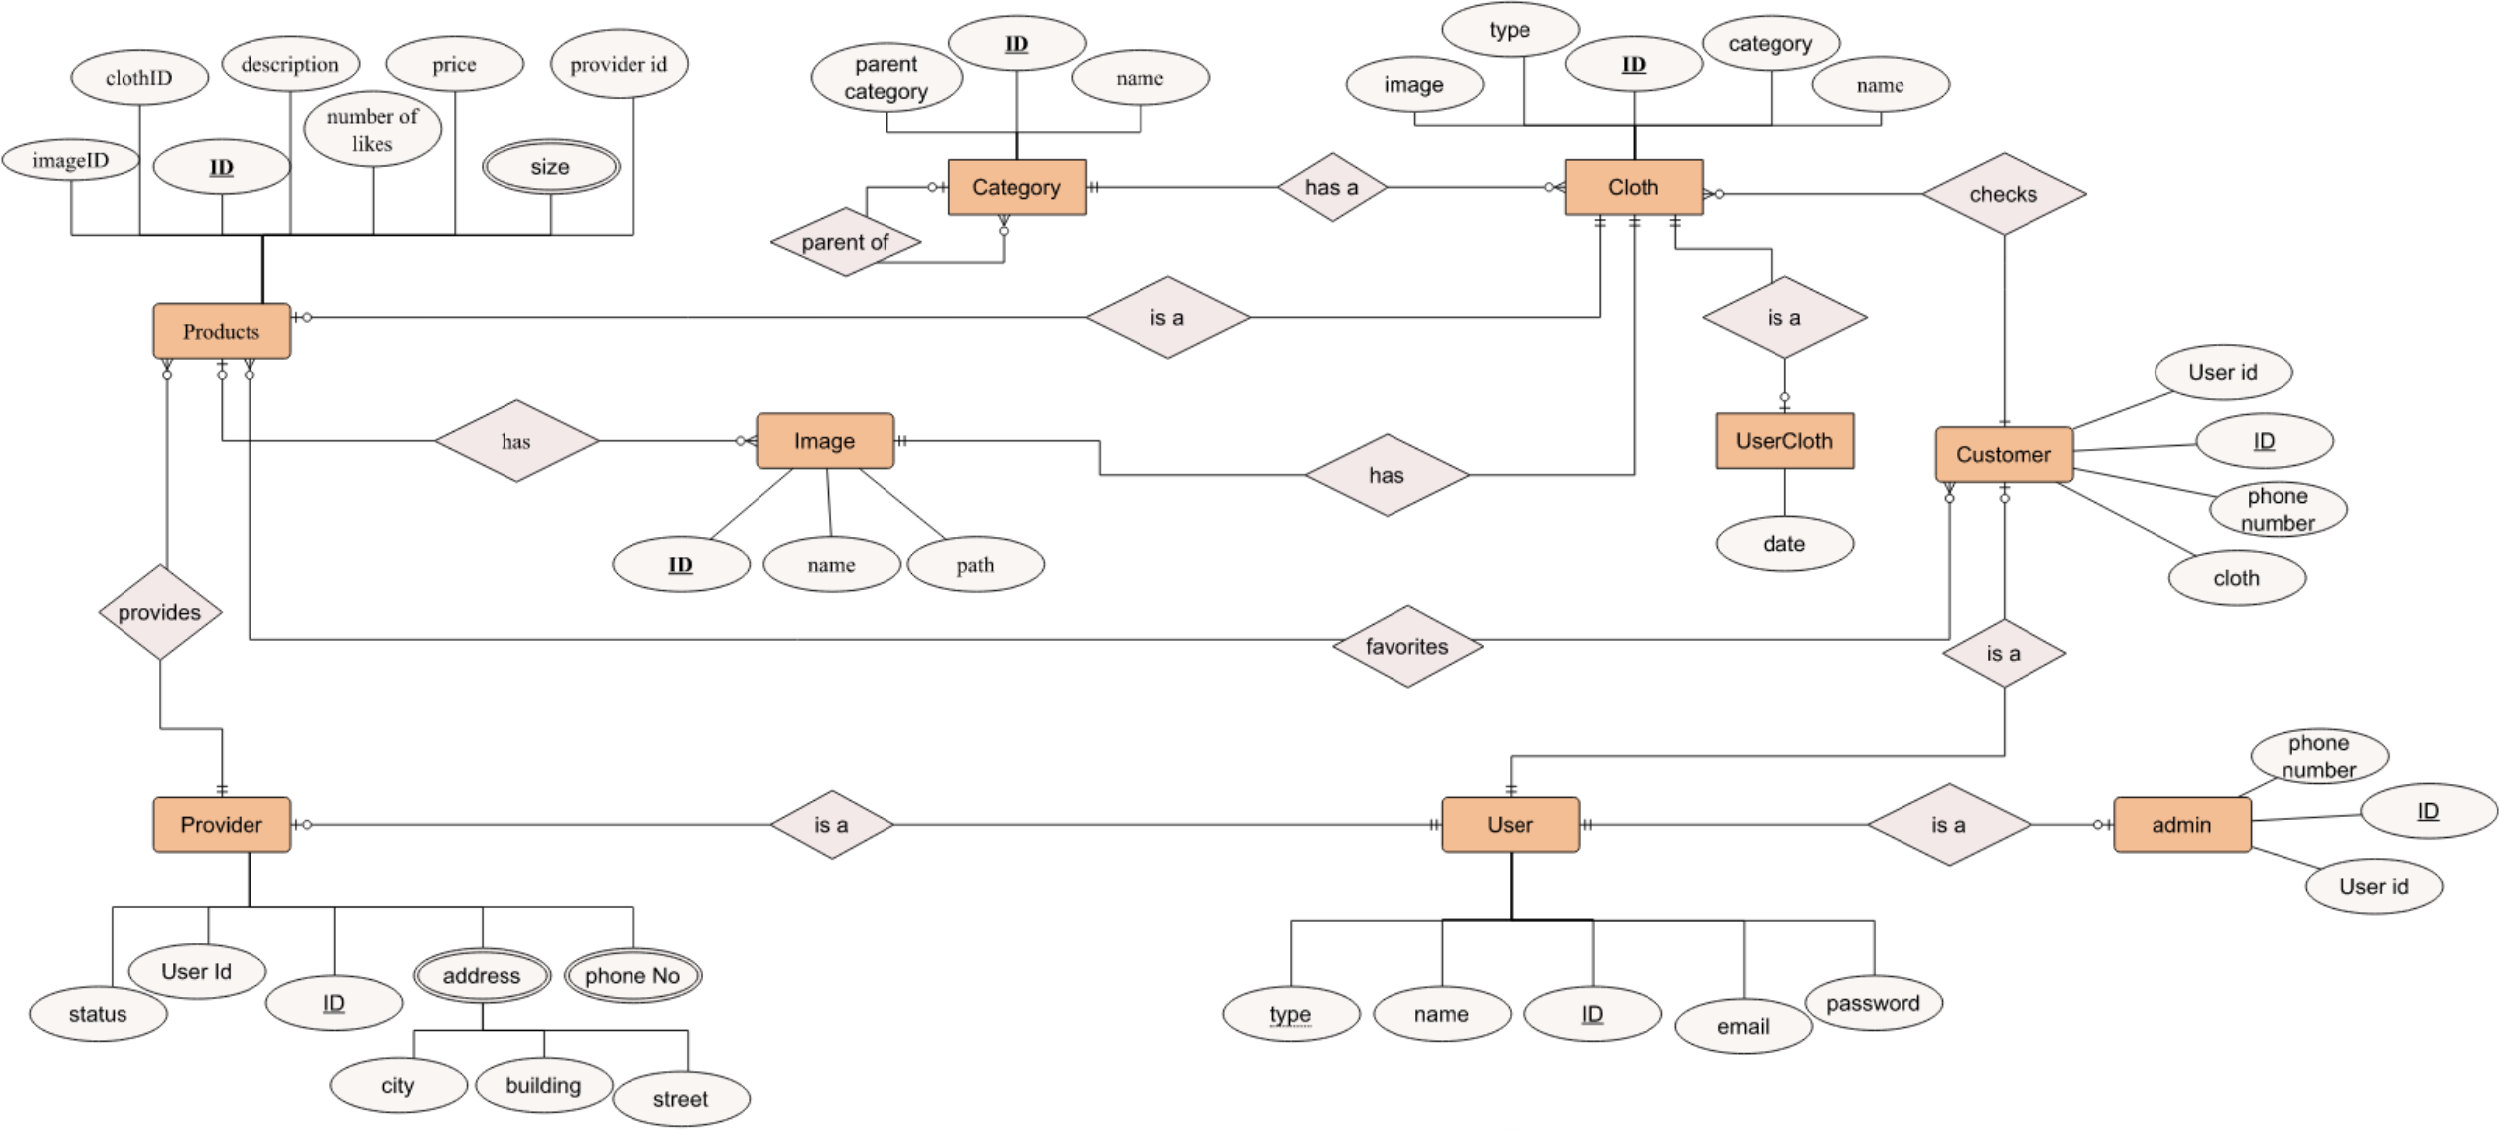 type
ID
category
ID
description
price
provider id
parent
category
clothID
name
image
name
number of
likes
imageID
ID
size
Category
has a
Cloth
checks
parent of
Products
is a
is a
User id
has
Image
UserCloth
ID
Customer
has
phone
number
ID
name
path
date
cloth
provides
favorites
is a
phone
number
Provider
is a
User
is a
admin
ID
User id
User Id
address
phone No
status
ID
type
name
ID
email
password
city
building
street